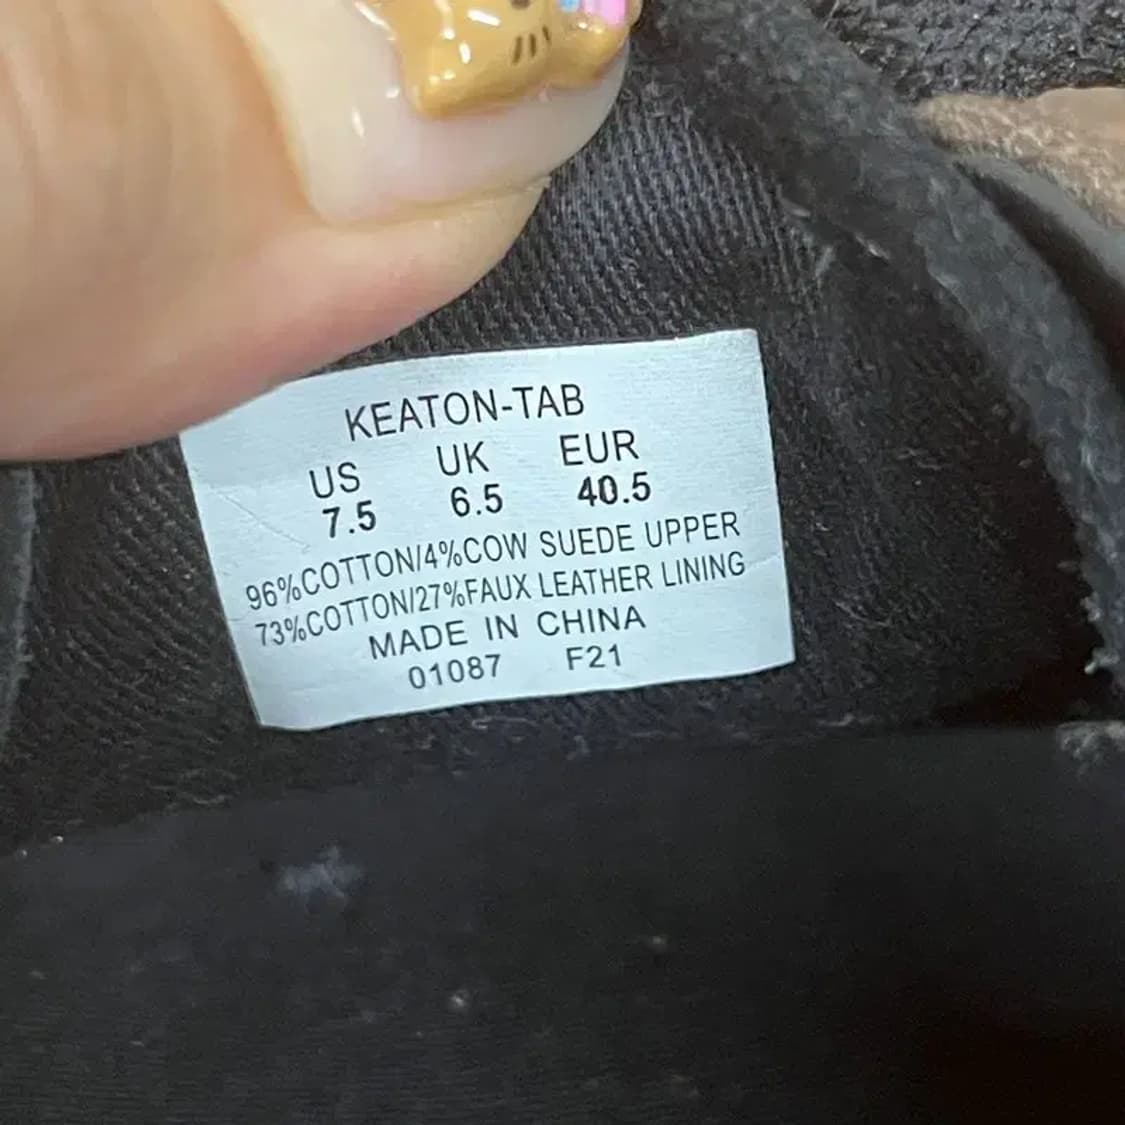 KEATON-TAB
US UK EUR
7.5 6.5 40.5
96%COTTON/4%COW SUEDE UPPER
73%COTTON/27%FAUX LEATHER LINING
MADE IN CHINA
01087 F21